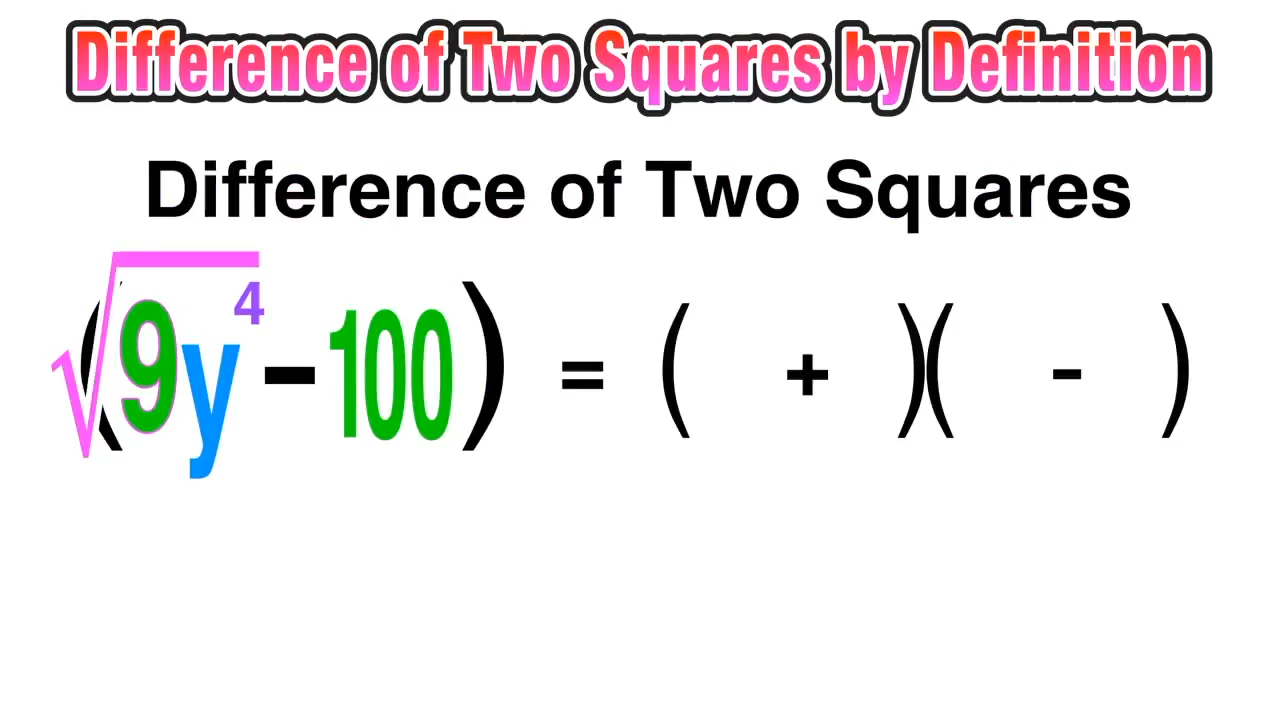 Difference of Two Squares by Definition
Difference of Two Squares
√(9y⁴ - 100) = ( + )( - )